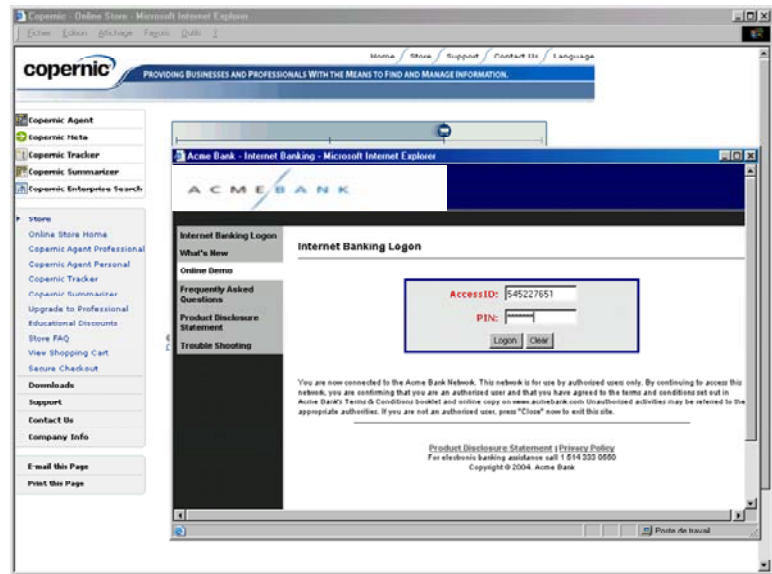 Copernic - Online Store - Microsoft Internet Explorer
Fichier Edition Affichage Favoris Outils ?
Home Store Support Contact Us Language
copernic
PROVIDING BUSINESSES AND PROFESSIONALS WITH THE MEANS TO FIND AND MANAGE INFORMATION.
Copernic Agent
Copernic Meta
Copernic Tracker
Copernic Summarizer
Copernic Enterprise Search
Store
Online Store Home
Copernic Agent Professional
Copernic Agent Personal
Copernic Tracker
Copernic Summarizer
Upgrade to Professional
Educational Discounts
Store FAQ
View Shopping Cart
Secure Checkout
Downloads
Support
Contact Us
Company Info
E-mail this Page
Print this Page
Acme Bank - Internet Banking - Microsoft Internet Explorer
ACME BANK
Internet Banking Logon
What's New
Online Demo
Frequently Asked
Questions
Product Disclosure
Statement
Trouble Shooting
Internet Banking Logon
AccessID: 545227651
PIN:
Logon Clear
You are now connected to the Acme Bank Network. This network is for use by authorized users only. By continuing to access this
network, you are confirming that you are an authorized user and that you have agreed to the terms and conditions set out in
Acme Bank's Terms & Conditions booklet and online copy on www.acmebank.com Unauthorized activities may be referred to the
appropriate authorities. If you are not an authorized user, press "Close" now to exit this site.
Product Disclosure Statement | Privacy Policy
For electronic banking assistance call 1 514 333 0550
Copyright © 2004. Acme Bank
Poste de travail